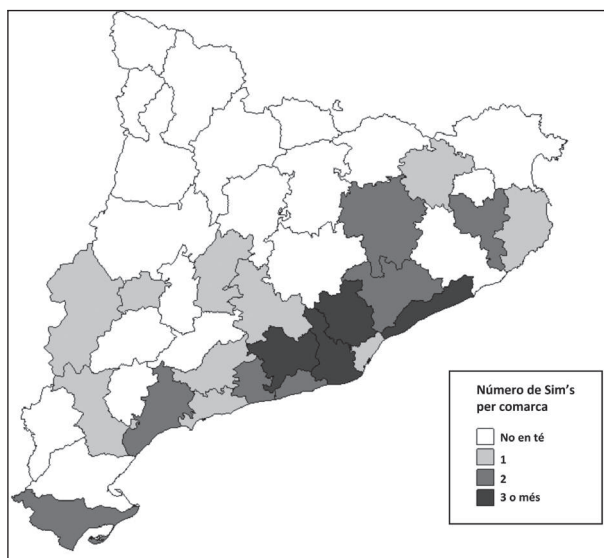 Número de Sim's
per comarca
No en té
1
2
3 o més